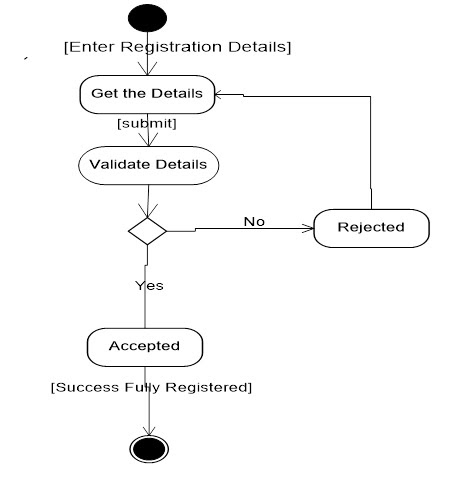 [Enter Registration Details]
Get the Details
[submit]
Validate Details
No
Rejected
Yes
Accepted
[Success Fully Registered]